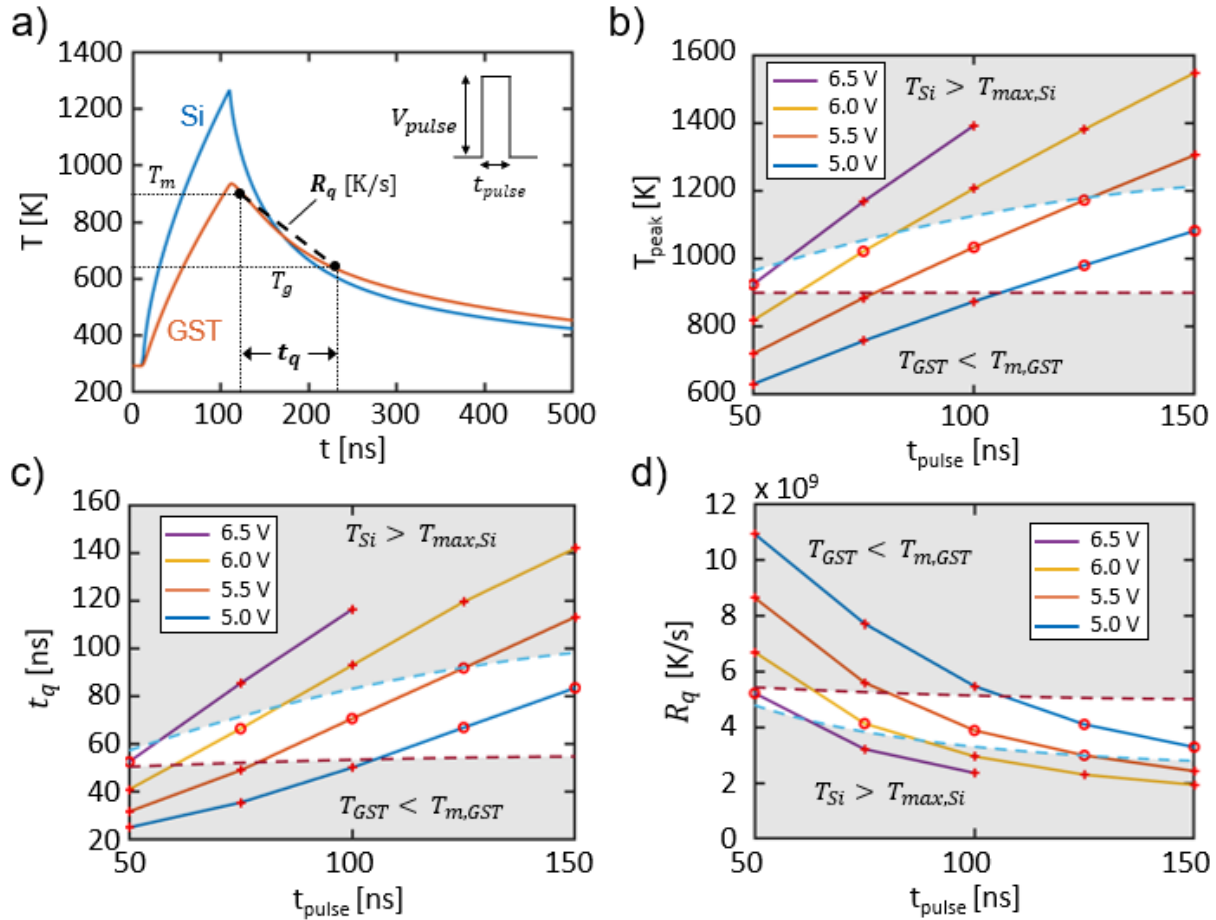 a)
1400
1200
1000
800
600
400
200
T [K]
Si
GST
T_m
T_g
R_q [K/s]
t_q
V_pulse
t_pulse
0 100 200 300 400 500
t [ns]
b)
1600
1400
1200
1000
800
600
T_peak [K]
6.5 V
6.0 V
5.5 V
5.0 V
T_Si > T_max,Si
T_GST < T_m,GST
50 100 150
t_pulse [ns]
c)
160
140
120
100
80
60
40
20
t_q [ns]
6.5 V
6.0 V
5.5 V
5.0 V
T_Si > T_max,Si
T_GST < T_m,GST
50 100 150
t_pulse [ns]
d)
x 10^9
12
10
8
6
4
2
0
R_q [K/s]
T_GST < T_m,GST
6.5 V
6.0 V
5.5 V
5.0 V
T_Si > T_max,Si
50 100 150
t_pulse [ns]